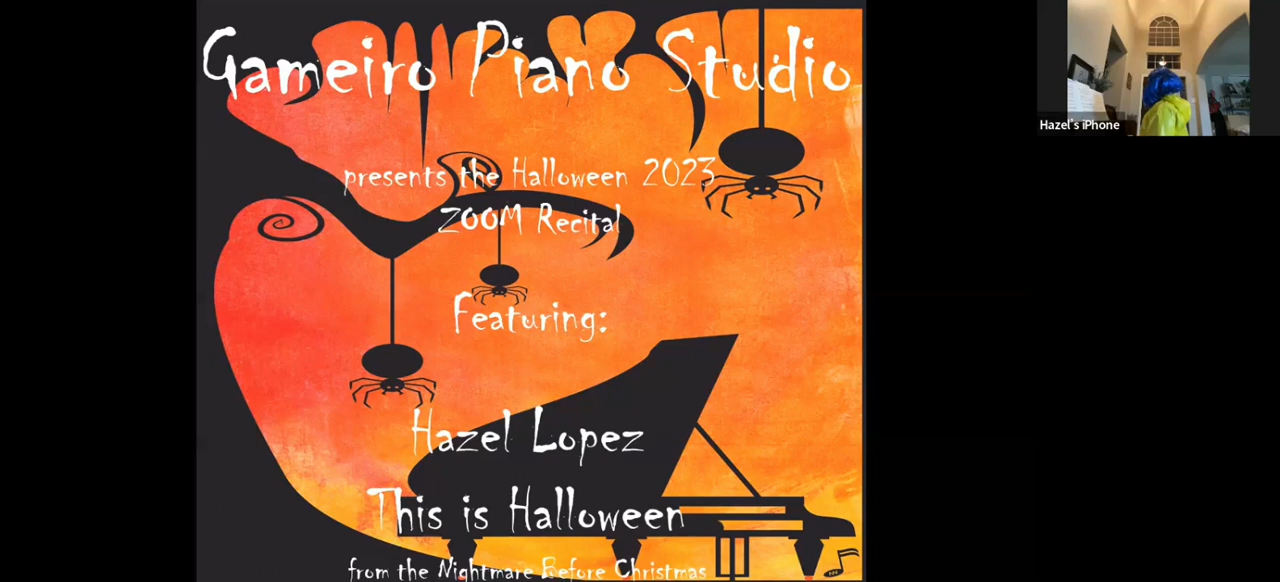 Gameiro Piano Studio
presents the Halloween 2023
ZOOM Recital
Featuring:
Hazel Lopez
This is Halloween
from the Nightmare Before Christmas
Hazel's iPhone